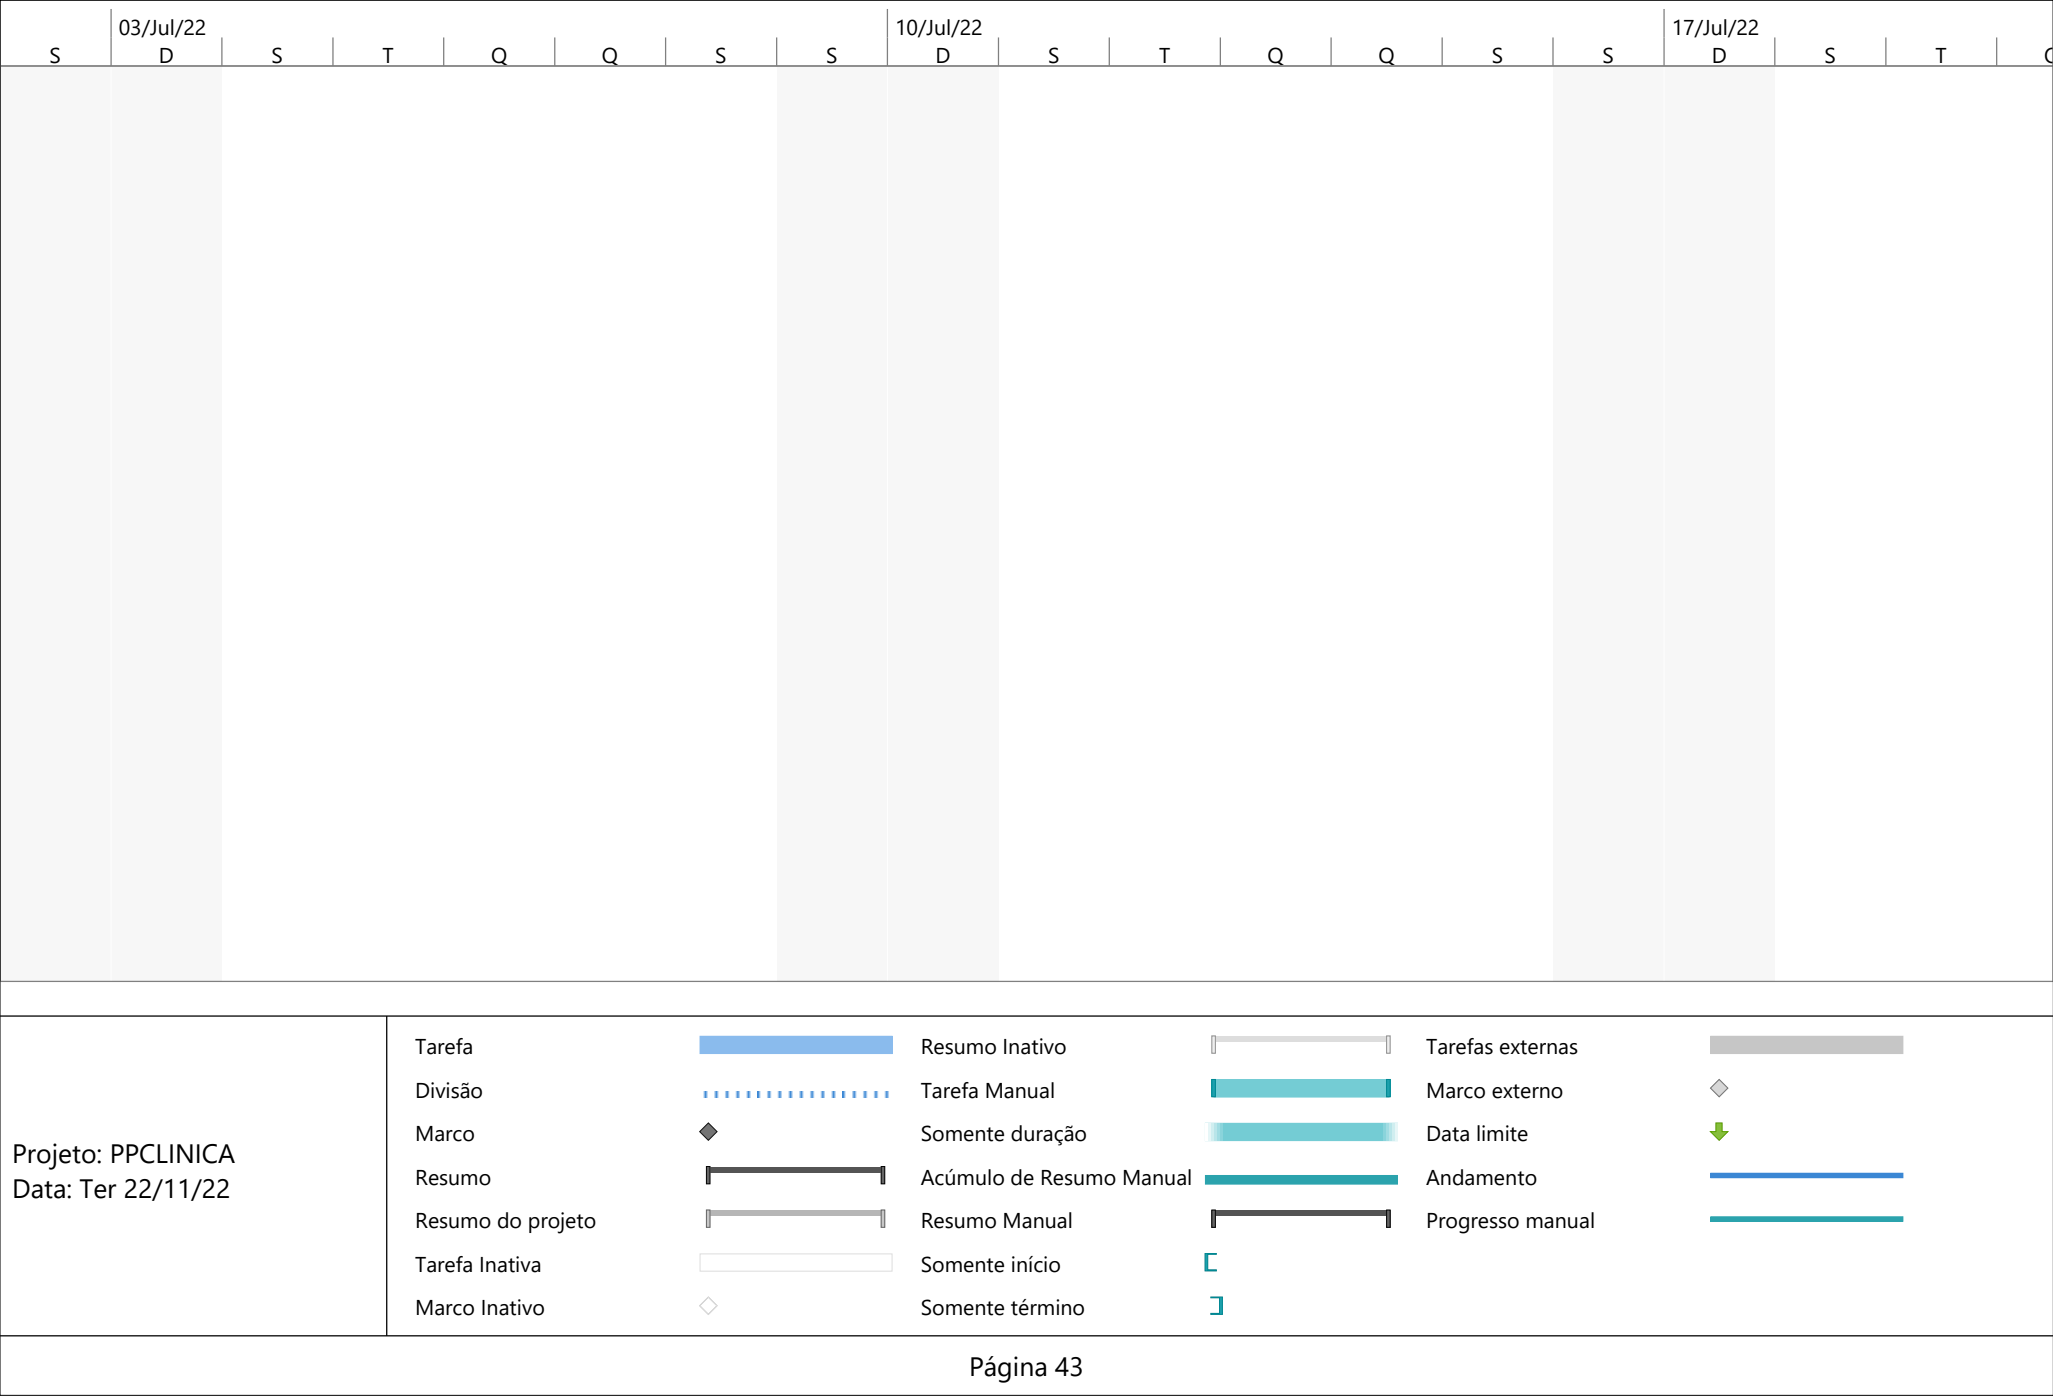 03/Jul/22 10/Jul/22 17/Jul/22
S D S T Q Q S S D S T Q Q S S D S T
Tarefa Resumo Inativo Tarefas externas
Divisão Tarefa Manual Marco externo
Marco Somente duração Data limite
Projeto: PPCLINICA
Resumo Acúmulo de Resumo Manual Andamento
Data: Ter 22/11/22
Resumo do projeto Resumo Manual Progresso manual
Tarefa Inativa Somente início
Marco Inativo Somente término
Página 43